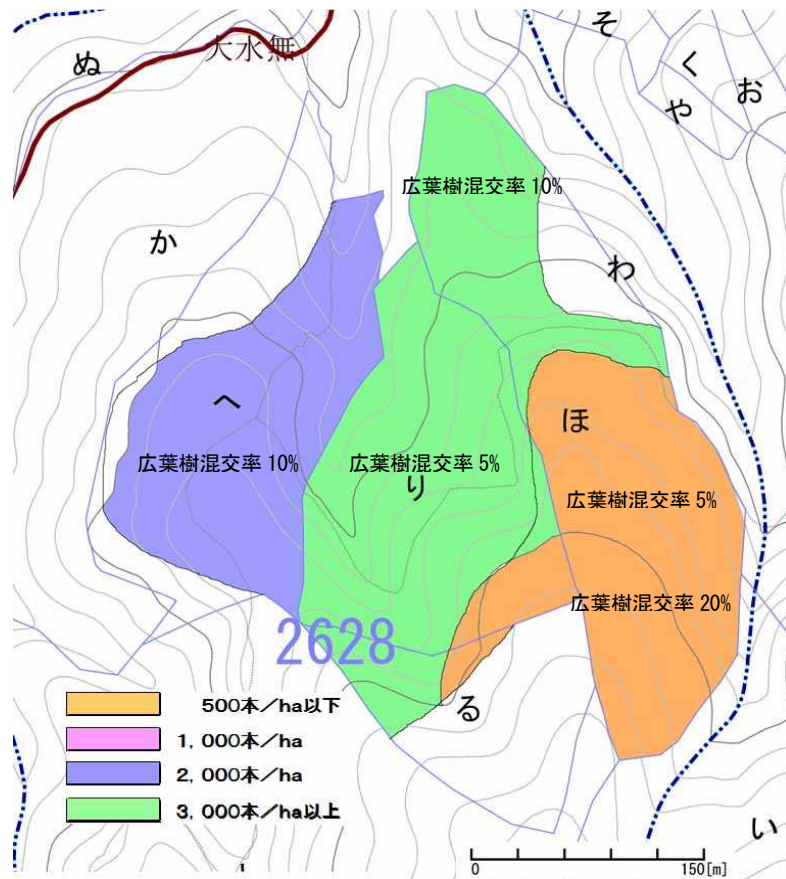 そ
大水無
ぬ
く
お
や
広葉樹混交率 10%
か
わ
へ
ほ
広葉樹混交率 10%
広葉樹混交率 5%
り
広葉樹混交率 5%
広葉樹混交率 20%
2628
る
500本/ha以下
1,000本/ha
2,000本/ha
3,000本/ha以上
い
0
150[m]